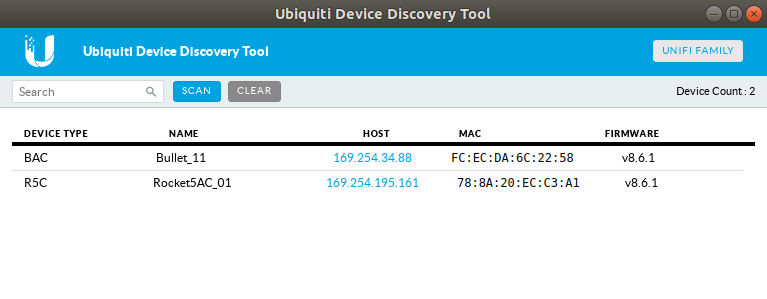 Ubiquiti Device Discovery Tool
Ubiquiti Device Discovery Tool UNIFI FAMILY
Search SCAN CLEAR Device Count : 2
DEVICE TYPE NAME HOST MAC FIRMWARE
BAC Bullet_11 169.254.34.88 FC:EC:DA:6C:22:58 v8.6.1
R5C Rocket5AC_01 169.254.195.161 78:8A:20:EC:C3:A1 v8.6.1